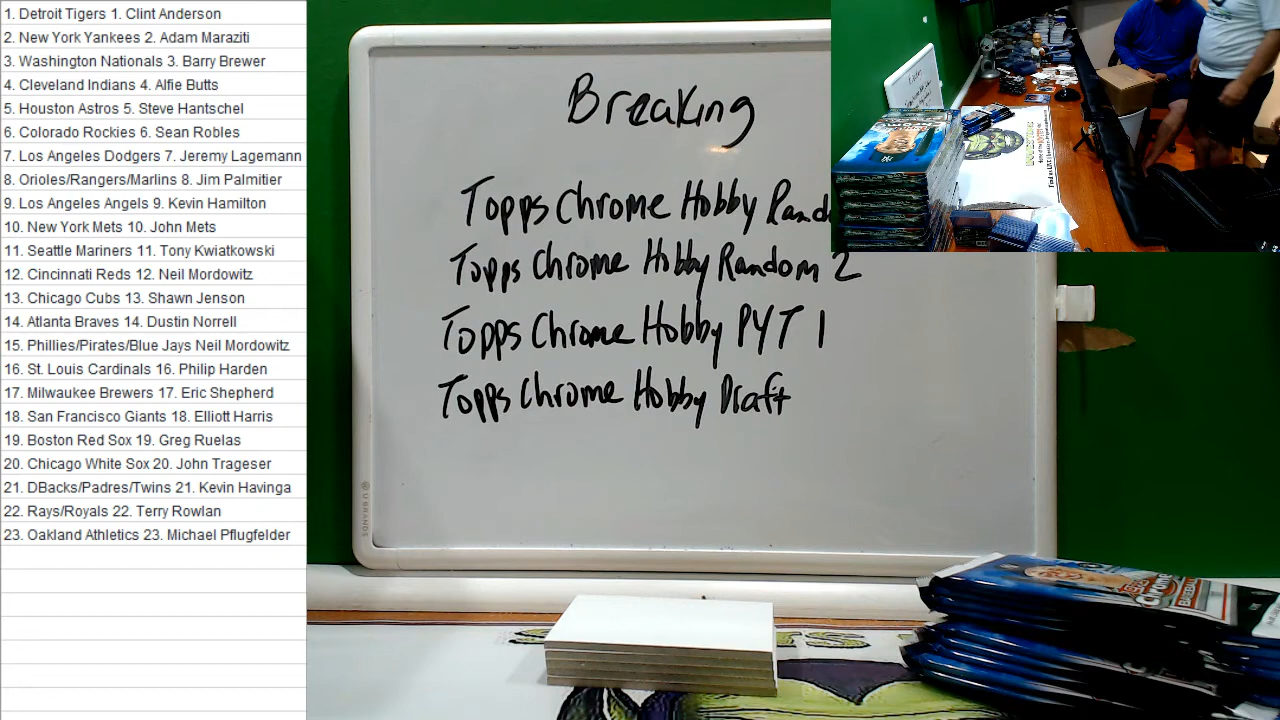 1. Detroit Tigers 1. Clint Anderson
2. New York Yankees 2. Adam Maraziti
3. Washington Nationals 3. Barry Brewer
4. Cleveland Indians 4. Alfie Butts
5. Houston Astros 5. Steve Hantschel
6. Colorado Rockies 6. Sean Robles
7. Los Angeles Dodgers 7. Jeremy Lagemann
8. Orioles/Rangers/Marlins 8. Jim Palmitier
9. Los Angeles Angels 9. Kevin Hamilton
10. New York Mets 10. John Mets
11. Seattle Mariners 11. Tony Kwiatkowski
12. Cincinnati Reds 12. Neil Mordowitz
13. Chicago Cubs 13. Shawn Jenson
14. Atlanta Braves 14. Dustin Norrell
15. Phillies/Pirates/Blue Jays Neil Mordowitz
16. St. Louis Cardinals 16. Philip Harden
17. Milwaukee Brewers 17. Eric Shepherd
18. San Francisco Giants 18. Elliott Harris
19. Boston Red Sox 19. Greg Ruelas
20. Chicago White Sox 20. John Trageser
21. DBacks/Padres/Twins 21. Kevin Havinga
22. Rays/Royals 22. Terry Rowlan
23. Oakland Athletics 23. Michael Pflugfelder
Breaking
Topps Chrome Hobby Rand
Topps Chrome Hobby Random 2
Topps Chrome Hobby PYT 1
Topps Chrome Hobby Draft
U BRANDS
Topps
Chrome
BASEBALL